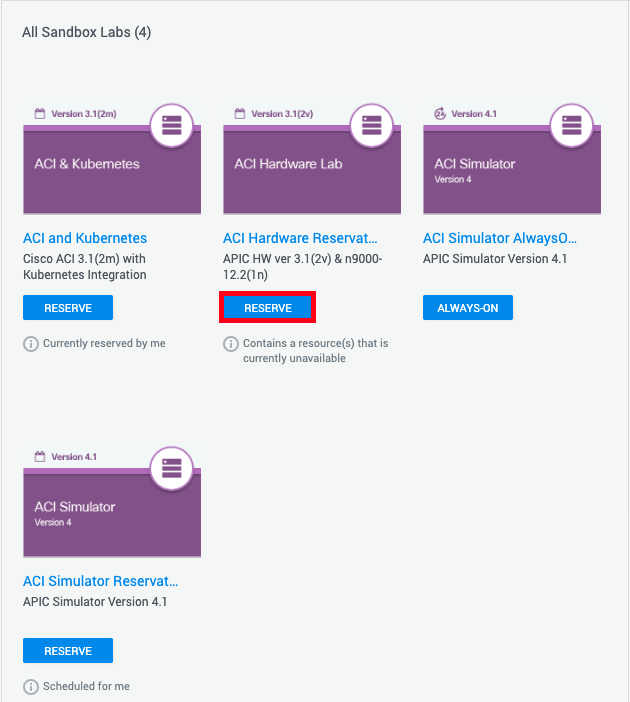 All Sandbox Labs (4)
Version 3.1(2m)
ACI & Kubernetes
ACI and Kubernetes
Cisco ACI 3.1(2m) with
Kubernetes Integration
RESERVE
Currently reserved by me
Version 3.1(2v)
ACI Hardware Lab
ACI Hardware Reservat...
APIC HW ver 3.1(2v) & n9000-
12.2(1n)
RESERVE
Contains a resource(s) that is
currently unavailable
24
Version 4.1
ACI Simulator
Version 4
ACI Simulator AlwaysO...
APIC Simulator Version 4.1
ALWAYS-ON
Version 4.1
ACI Simulator
Version 4
ACI Simulator Reservat...
APIC Simulator Version 4.1
RESERVE
Scheduled for me